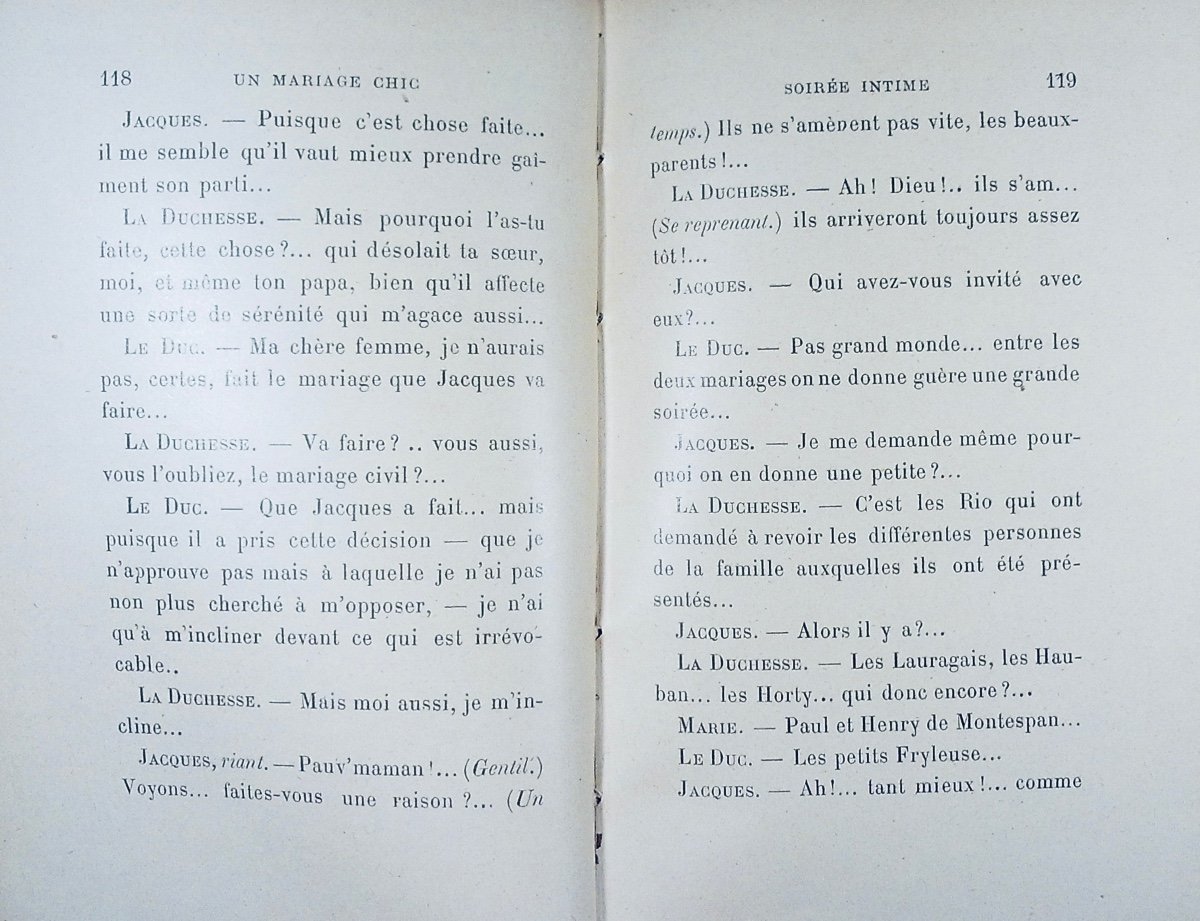 118 UN MARIAGE CHIC
JACQUES. — Puisque c'est chose faite...
il me semble qu'il vaut mieux prendre gaî-
ment son parti...
LA DUCHESSE. — Mais pourquoi l'as-tu
faite, cette chose ?... qui désolait ta sœur,
moi, et même ton papa, bien qu'il affecte
une sorte de sérénité qui m'agace aussi...
LE DUC. — Ma chère femme, je n'aurais
pas, certes, fait le mariage que Jacques va
faire...
LA DUCHESSE. — Va faire ? .. vous aussi,
vous l'oubliez, le mariage civil ?...
LE DUC. — Que Jacques a fait... mais
puisque il a pris cette décision — que je
n'approuve pas mais à laquelle je n'ai pas
non plus cherché à m'opposer, — je n'ai
qu'à m'incliner devant ce qui est irrévo-
cable..
LA DUCHESSE. — Mais moi aussi, je m'in-
cline...
JACQUES, riant. — Pauv'maman !... (Gentil.)
Voyons... faites-vous une raison ?... (Un
SOIRÉE INTIME 119
temps.) Ils ne s'amènent pas vite, les beaux-
parents !...
LA DUCHESSE. — Ah ! Dieu !.. ils s'am...
(Se reprenant.) ils arriveront toujours assez
tôt !...
JACQUES. — Qui avez-vous invité avec
eux ?...
LE DUC. — Pas grand monde... entre les
deux mariages on ne donne guère une grande
soirée...
JACQUES. — Je me demande même pour-
quoi on en donne une petite ?...
LA DUCHESSE. — C'est les Rio qui ont
demandé à revoir les différentes personnes
de la famille auxquelles ils ont été pré-
sentés...
JACQUES. — Alors il y a ?...
LA DUCHESSE. — Les Lauragais, les Hau-
ban... les Horty... qui donc encore ?...
MARIE. — Paul et Henry de Montespan...
LE DUC. — Les petits Fryleuse...
JACQUES. — Ah !... tant mieux !... comme